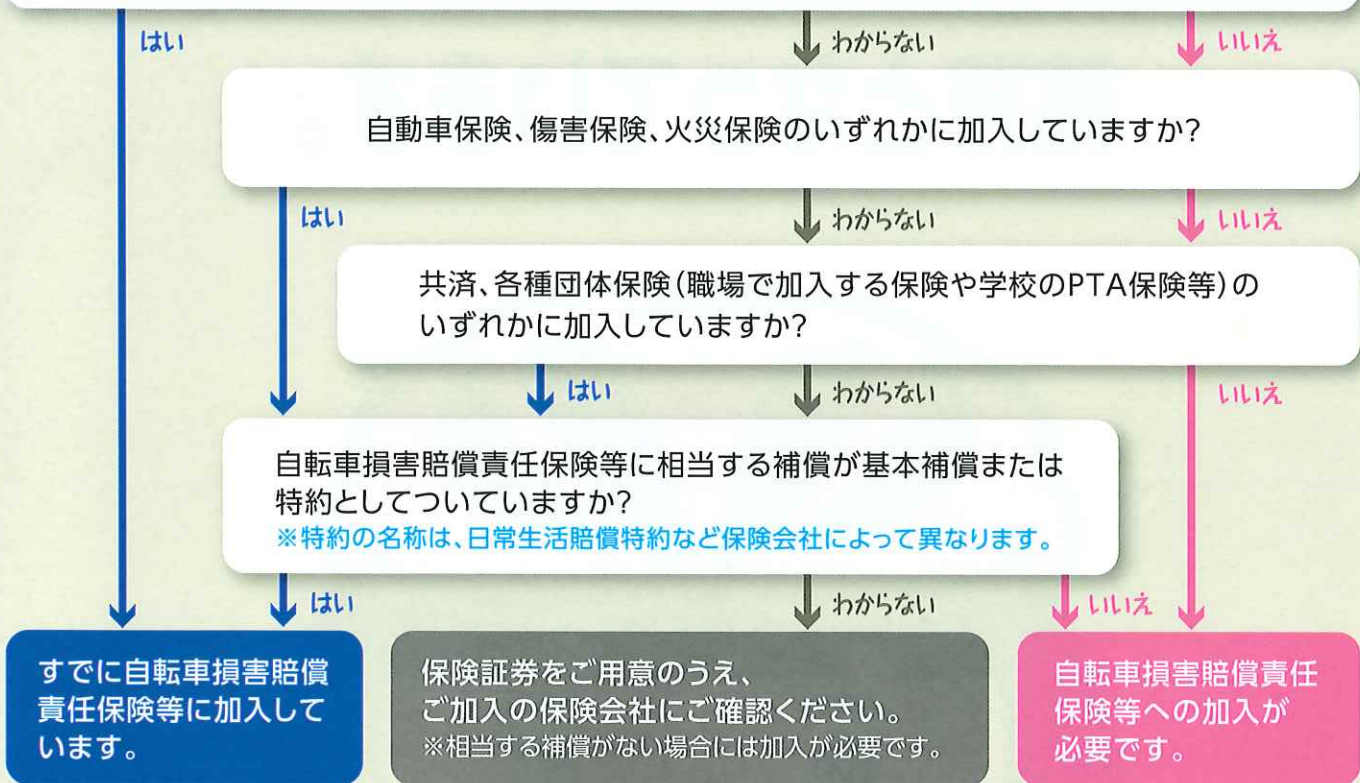 はい
わからない
いいえ
自動車保険、傷害保険、火災保険のいずれかに加入していますか?
はい
わからない
いいえ
共済、各種団体保険(職場で加入する保険や学校のPTA保険等)の
いずれかに加入していますか?
はい
わからない
いいえ
自転車損害賠償責任保険等に相当する補償が基本補償または
特約としてついていますか?
※特約の名称は、日常生活賠償特約など保険会社によって異なります。
はい
わからない
いいえ
すでに自転車損害賠償
責任保険等に加入して
います。
保険証券をご用意のうえ、
ご加入の保険会社にご確認ください。
※相当する補償がない場合には加入が必要です。
自転車損害賠償責任
保険等への加入が
必要です。